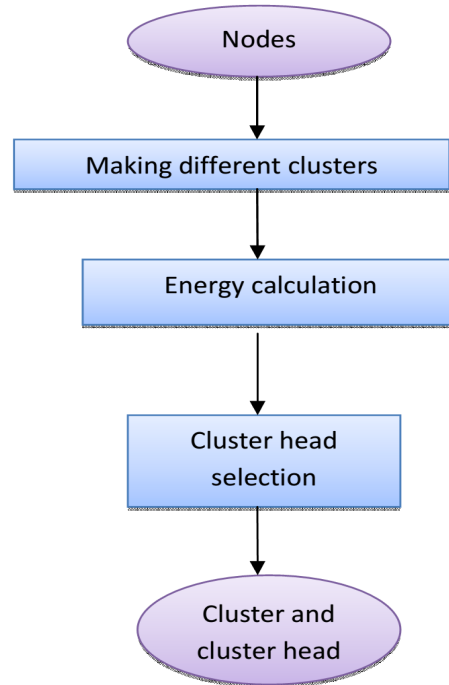 Nodes
Making different clusters
Energy calculation
Cluster head
selection
Cluster and
cluster head